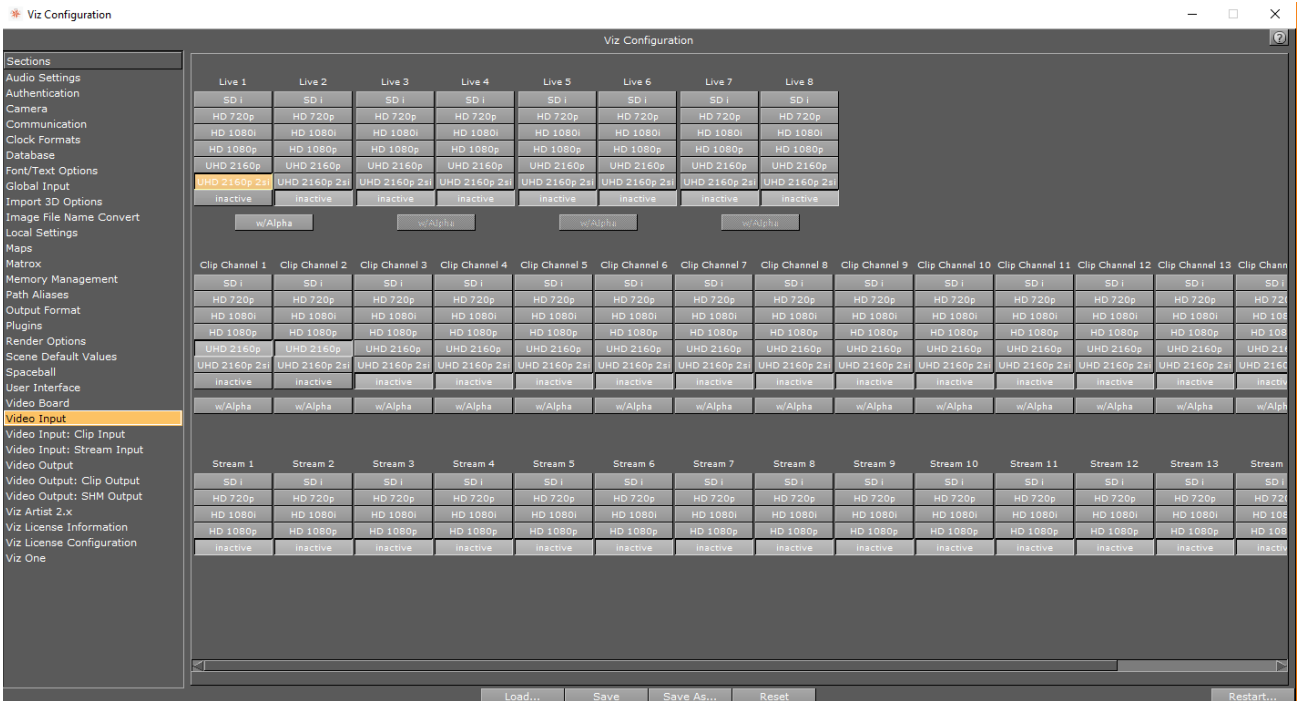 Viz Configuration
Viz Configuration
Sections
Audio Settings
Authentication
Camera
Communication
Clock Formats
Database
Font/Text Options
Global Input
Import 3D Options
Image File Name Convert
Local Settings
Maps
Matrox
Memory Management
Path Aliases
Output Format
Plugins
Render Options
Scene Default Values
Spaceball
User Interface
Video Board
Video Input
Video Input: Clip Input
Video Input: Stream Input
Video Output
Video Output: Clip Output
Video Output: SHM Output
Viz Artist 2.x
Viz License Information
Viz License Configuration
Viz One
Live 1 Live 2 Live 3 Live 4 Live 5 Live 6 Live 7 Live 8
SD i SD i SD i SD i SD i SD i SD i SD i
HD 720p HD 720p HD 720p HD 720p HD 720p HD 720p HD 720p HD 720p
HD 1080i HD 1080i HD 1080i HD 1080i HD 1080i HD 1080i HD 1080i HD 1080i
HD 1080p HD 1080p HD 1080p HD 1080p HD 1080p HD 1080p HD 1080p HD 1080p
UHD 2160p UHD 2160p UHD 2160p UHD 2160p UHD 2160p UHD 2160p UHD 2160p UHD 2160p
UHD 2160p 2si UHD 2160p 2si UHD 2160p 2si UHD 2160p 2si UHD 2160p 2si UHD 2160p 2si UHD 2160p 2si UHD 2160p 2si
inactive inactive inactive inactive inactive inactive inactive inactive
w/Alpha w/Alpha w/Alpha w/Alpha
Clip Channel 1 Clip Channel 2 Clip Channel 3 Clip Channel 4 Clip Channel 5 Clip Channel 6 Clip Channel 7 Clip Channel 8 Clip Channel 9 Clip Channel 10 Clip Channel 11 Clip Channel 12 Clip Channel 13 Clip Chann
SD i SD i SD i SD i SD i SD i SD i SD i SD i SD i SD i SD i SD i SD i
HD 720p HD 720p HD 720p HD 720p HD 720p HD 720p HD 720p HD 720p HD 720p HD 720p HD 720p HD 720p HD 720p HD 720
HD 1080i HD 1080i HD 1080i HD 1080i HD 1080i HD 1080i HD 1080i HD 1080i HD 1080i HD 1080i HD 1080i HD 1080i HD 1080i HD 108
HD 1080p HD 1080p HD 1080p HD 1080p HD 1080p HD 1080p HD 1080p HD 1080p HD 1080p HD 1080p HD 1080p HD 1080p HD 1080p HD 108
UHD 2160p UHD 2160p UHD 2160p UHD 2160p UHD 2160p UHD 2160p UHD 2160p UHD 2160p UHD 2160p UHD 2160p UHD 2160p UHD 2160p UHD 2160p UHD 216
UHD 2160p 2si UHD 2160p 2si UHD 2160p 2si UHD 2160p 2si UHD 2160p 2si UHD 2160p 2si UHD 2160p 2si UHD 2160p 2si UHD 2160p 2si UHD 2160p 2si UHD 2160p 2si UHD 2160p 2si UHD 2160p 2si UHD 2160
inactive inactive inactive inactive inactive inactive inactive inactive inactive inactive inactive inactive inactive inactiv
w/Alpha w/Alpha w/Alpha w/Alpha w/Alpha w/Alpha w/Alpha w/Alpha w/Alpha w/Alpha w/Alpha w/Alpha w/Alpha w/Alph
Stream 1 Stream 2 Stream 3 Stream 4 Stream 5 Stream 6 Stream 7 Stream 8 Stream 9 Stream 10 Stream 11 Stream 12 Stream 13 Stream
SD i SD i SD i SD i SD i SD i SD i SD i SD i SD i SD i SD i SD i SD i
HD 720p HD 720p HD 720p HD 720p HD 720p HD 720p HD 720p HD 720p HD 720p HD 720p HD 720p HD 720p HD 720p HD 720
HD 1080i HD 1080i HD 1080i HD 1080i HD 1080i HD 1080i HD 1080i HD 1080i HD 1080i HD 1080i HD 1080i HD 1080i HD 1080i HD 108
HD 1080p HD 1080p HD 1080p HD 1080p HD 1080p HD 1080p HD 1080p HD 1080p HD 1080p HD 1080p HD 1080p HD 1080p HD 1080p HD 108
inactive inactive inactive inactive inactive inactive inactive inactive inactive inactive inactive inactive inactive inactiv
Load... Save Save As... Reset Restart...